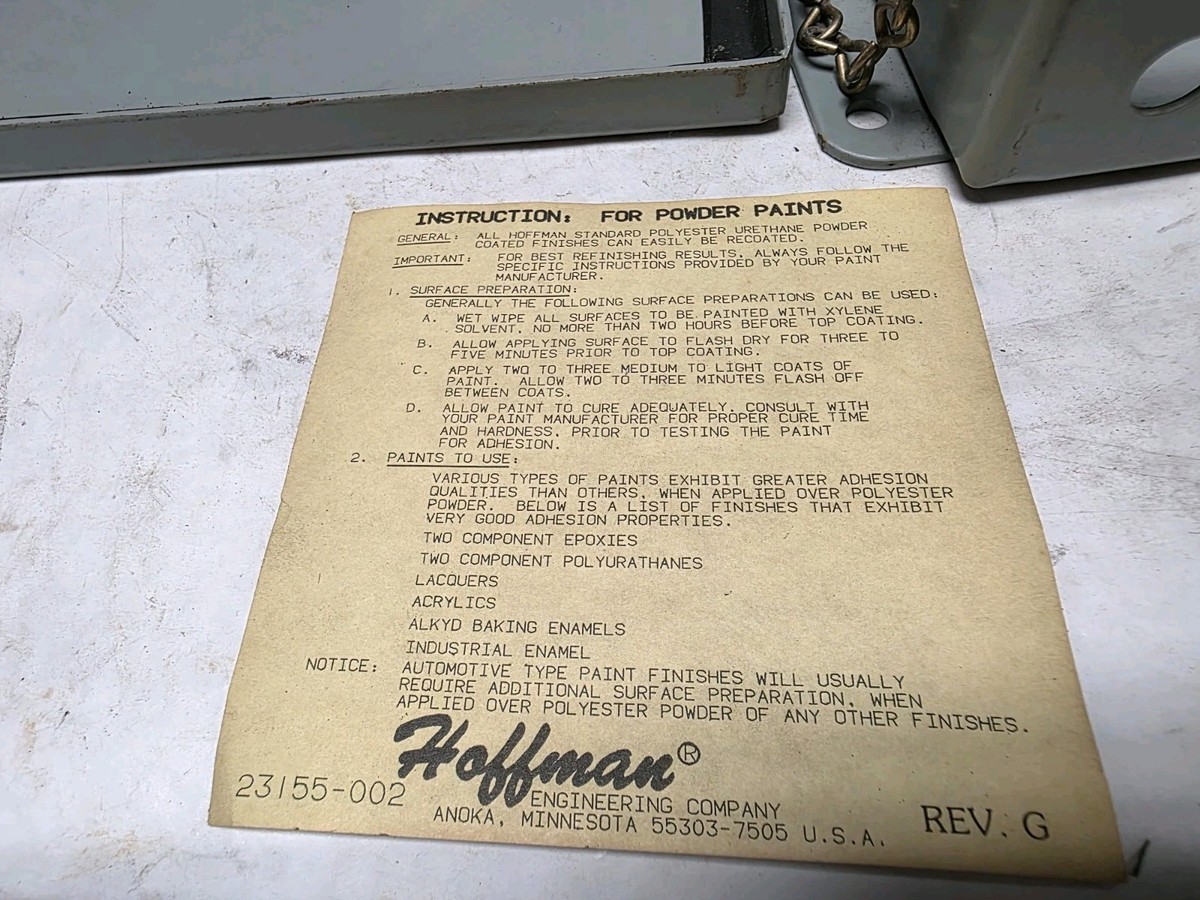 INSTRUCTION: FOR POWDER PAINTS
GENERAL: ALL HOFFMAN STANDARD POLYESTER URETHANE POWDER
COATED FINISHES CAN EASILY BE RECOATED.
IMPORTANT: FOR BEST REFINISHING RESULTS, ALWAYS FOLLOW THE
SPECIFIC INSTRUCTIONS PROVIDED BY YOUR PAINT
MANUFACTURER.
1. SURFACE PREPARATION:
GENERALLY THE FOLLOWING SURFACE PREPARATIONS CAN BE USED:
A. WET WIPE ALL SURFACES TO BE PAINTED WITH XYLENE
SOLVENT, NO MORE THAN TWO HOURS BEFORE TOP COATING.
B. ALLOW APPLYING SURFACE TO FLASH DRY FOR THREE TO
FIVE MINUTES PRIOR TO TOP COATING.
C. APPLY TWO TO THREE MEDIUM TO LIGHT COATS OF
PAINT. ALLOW TWO TO THREE MINUTES FLASH OFF
BETWEEN COATS.
D. ALLOW PAINT TO CURE ADEQUATELY, CONSULT WITH
YOUR PAINT MANUFACTURER FOR PROPER CURE TIME
AND HARDNESS, PRIOR TO TESTING THE PAINT
FOR ADHESION.
2. PAINTS TO USE:
VARIOUS TYPES OF PAINTS EXHIBIT GREATER ADHESION
QUALITIES THAN OTHERS, WHEN APPLIED OVER POLYESTER
POWDER. BELOW IS A LIST OF FINISHES THAT EXHIBIT
VERY GOOD ADHESION PROPERTIES.
TWO COMPONENT EPOXIES
TWO COMPONENT POLYURATHANES
LACQUERS
ACRYLICS
ALKYD BAKING ENAMELS
INDUSTRIAL ENAMEL
NOTICE: AUTOMOTIVE TYPE PAINT FINISHES WILL USUALLY
REQUIRE ADDITIONAL SURFACE PREPARATION, WHEN
APPLIED OVER POLYESTER POWDER OF ANY OTHER FINISHES.
Hoffman®
23155-002
ENGINEERING COMPANY
ANOKA, MINNESOTA 55303-7505 U.S.A.
REV. G